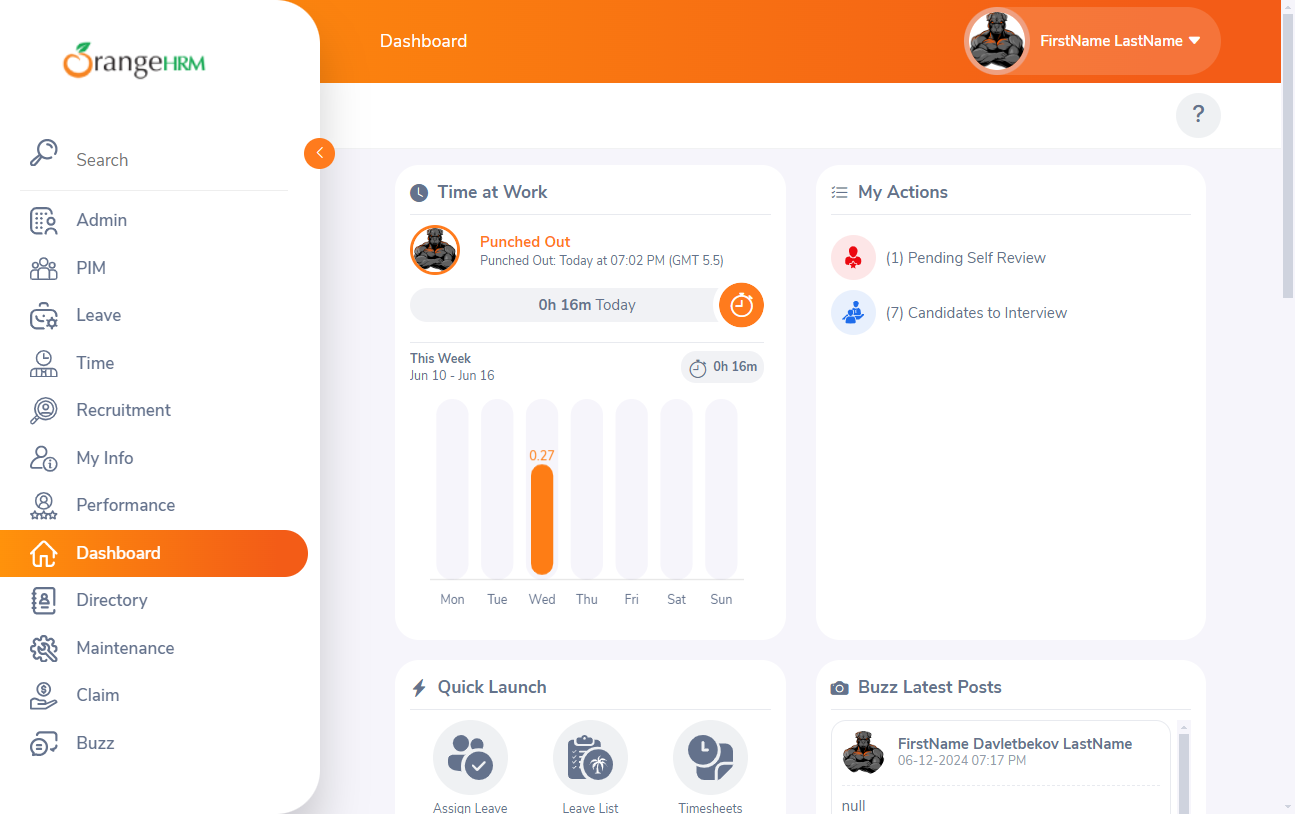 OrangeHRM
Dashboard
FirstName LastName
?
Search
Admin
PIM
Leave
Time
Recruitment
My Info
Performance
Dashboard
Directory
Maintenance
Claim
Buzz
Time at Work
Punched Out
Punched Out: Today at 07:02 PM (GMT 5.5)
0h 16m Today
This Week
Jun 10 - Jun 16
0h 16m
0.27
Mon Tue Wed Thu Fri Sat Sun
My Actions
(1) Pending Self Review
(7) Candidates to Interview
Quick Launch
Assign Leave Leave List Timesheets
Buzz Latest Posts
FirstName Davletbekov LastName
06-12-2024 07:17 PM
null